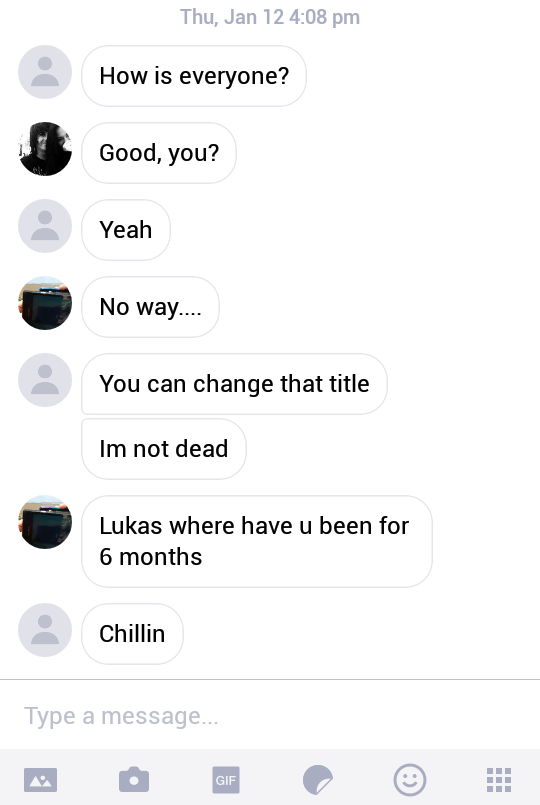 Thu, Jan 12 4:08 pm
How is everyone?
Good, you?
Yeah
No way....
You can change that title
Im not dead
Lukas where have u been for
6 months
Chillin
Type a message...
GIF